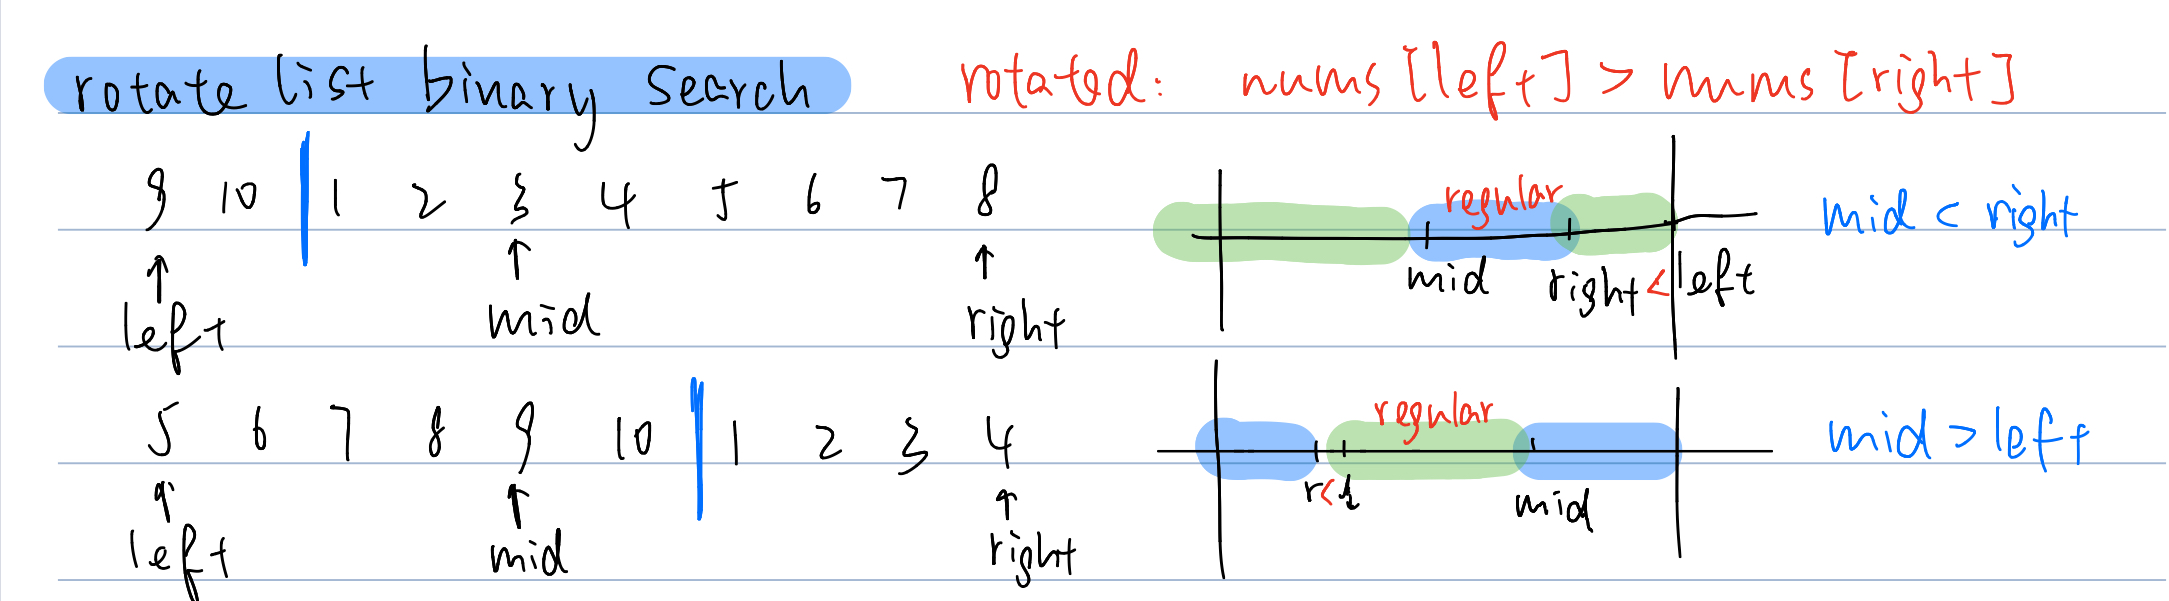 rotate list binary search rotated: nums [left] > nums [right]
9 10 1 2 3 4 5 6 7 8
regular
mid < right
left mid right
mid right < left
5 6 7 8 9 10 1 2 3 4
regular
mid > left
left mid right
r < l mid